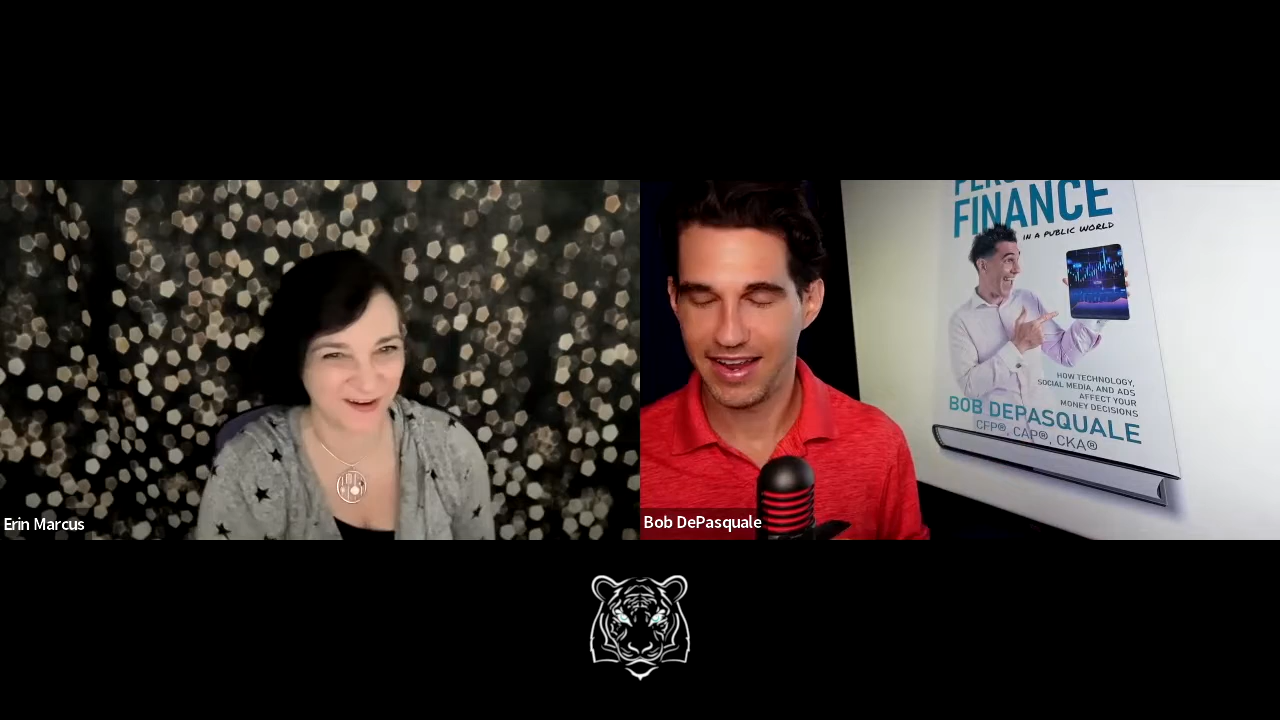 FINANCE
IN A PUBLIC WORLD
HOW TECHNOLOGY,
SOCIAL MEDIA, AND ADS
AFFECT YOUR
MONEY DECISIONS
BOB DEPASQUALE
CFP®, CAP®, CKA®
Erin Marcus
Bob DePasquale